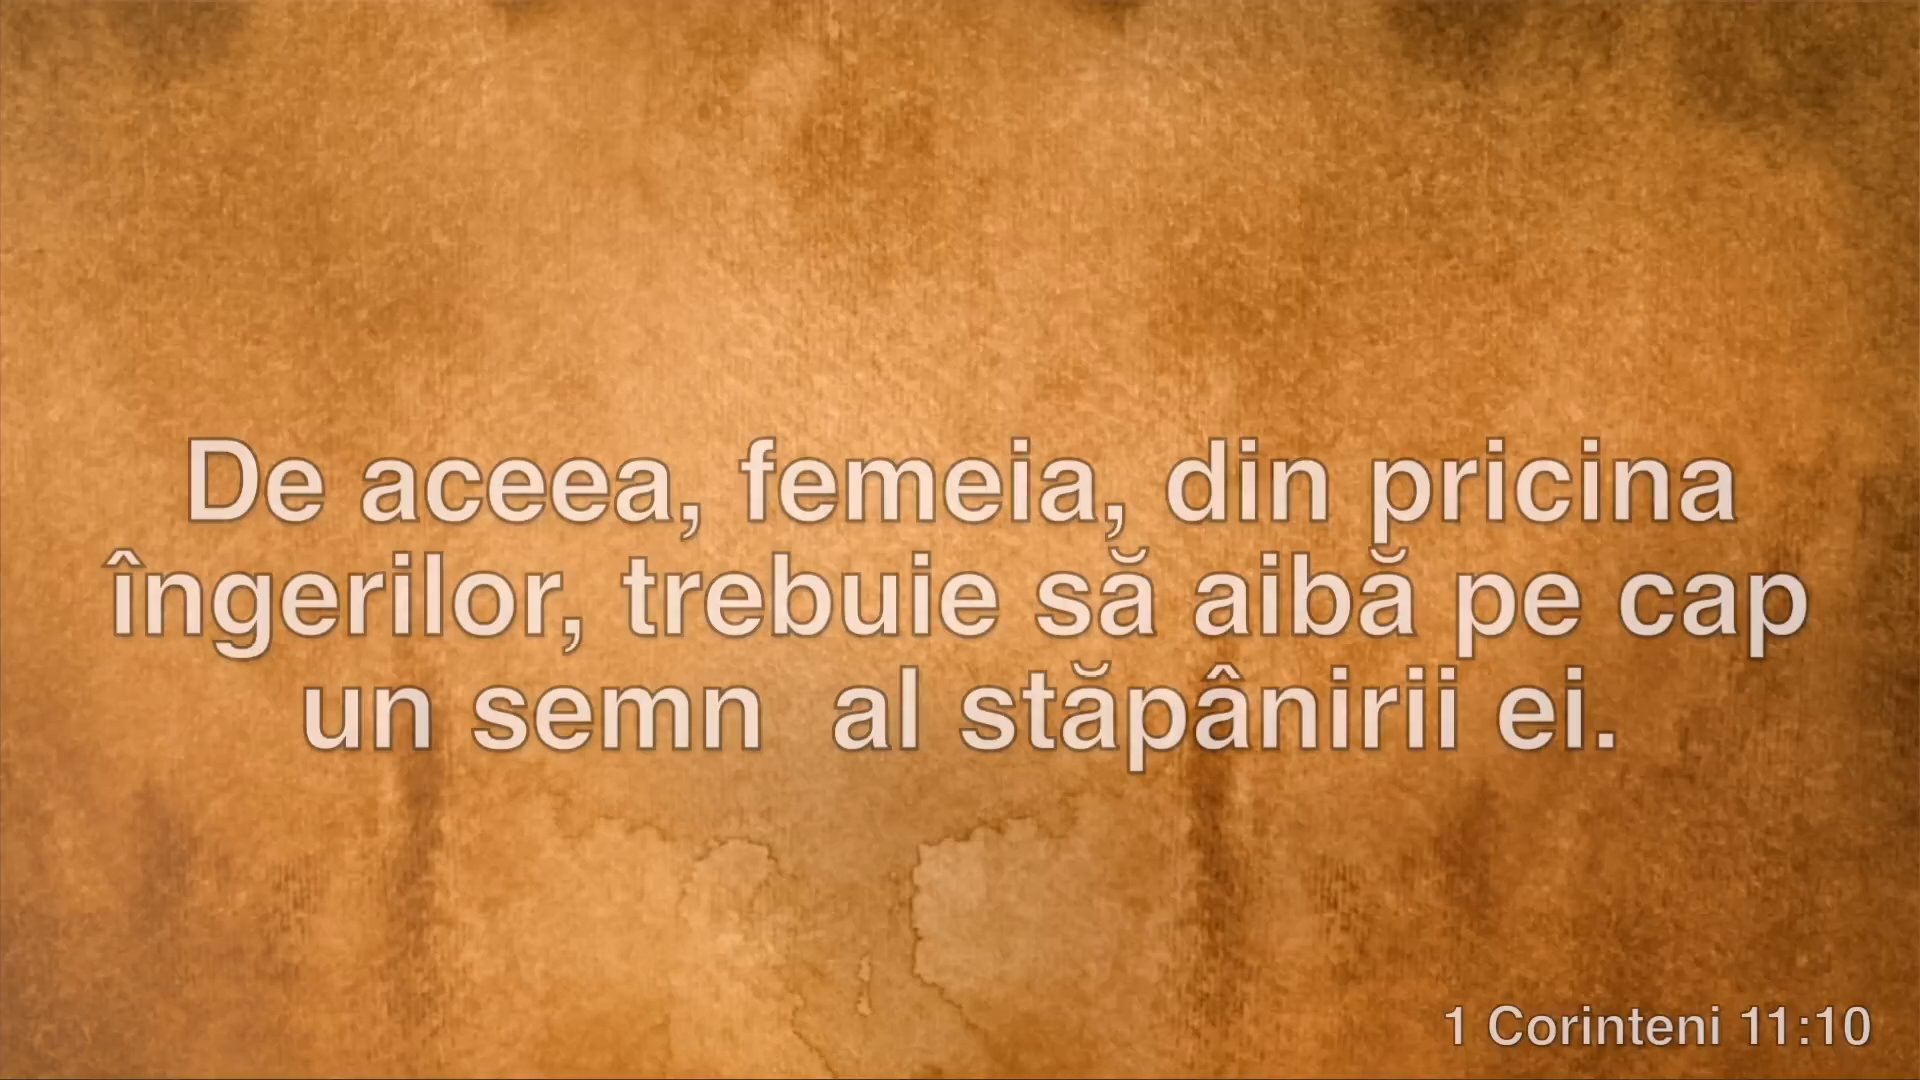 De aceea, femeia, din pricina
îngerilor, trebuie să aibă pe cap
un semn  al stăpânirii ei.
1 Corinteni 11:10